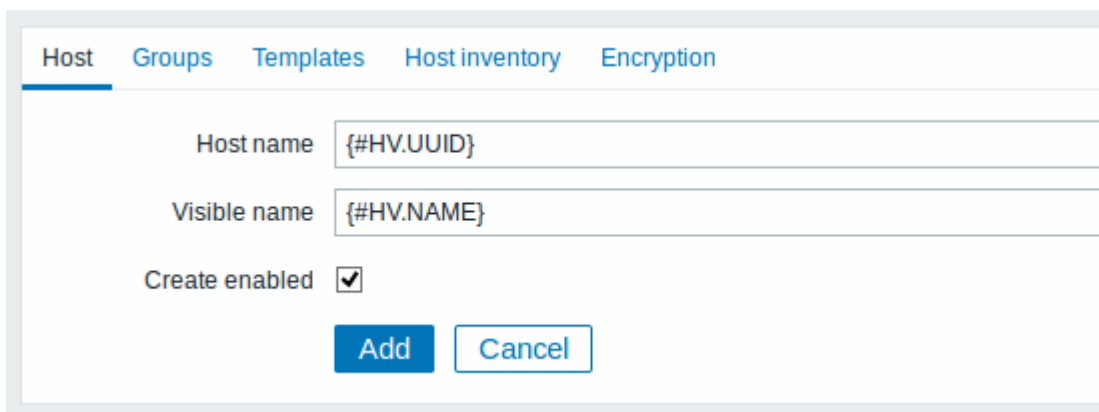 Host Groups Templates Host inventory Encryption
Host name {#HV.UUID}
Visible name {#HV.NAME}
Create enabled
Add Cancel